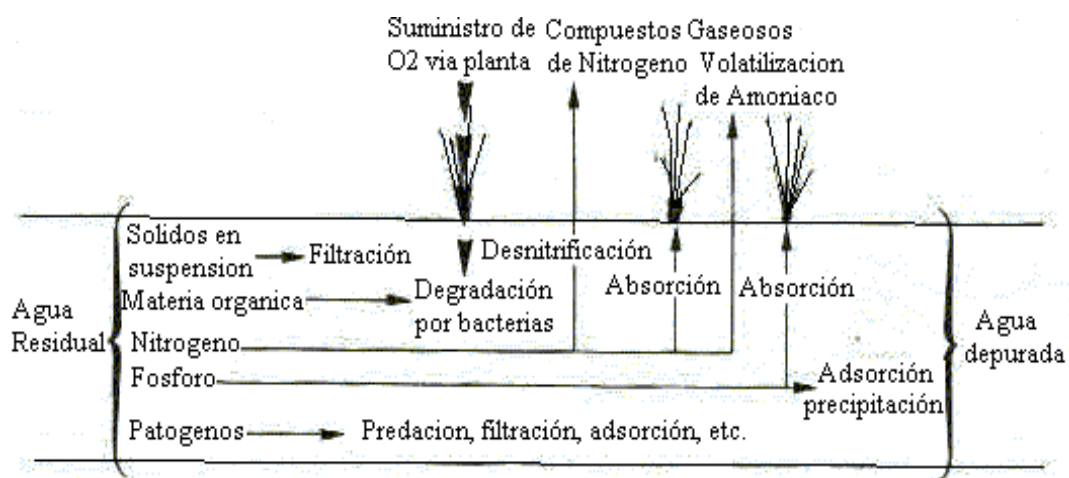 Suministro de
O2 via planta
Compuestos Gaseosos
de Nitrogeno
Volatilizacion
de Amoniaco
Solidos en
suspension
Filtración
Desnitrificación
Materia organica
Degradación
por bacterias
Absorción
Absorción
Agua
Residual
Nitrogeno
Fosforo
Adsorción
precipitación
Agua
depurada
Patogenos
Predacion, filtración, adsorción, etc.